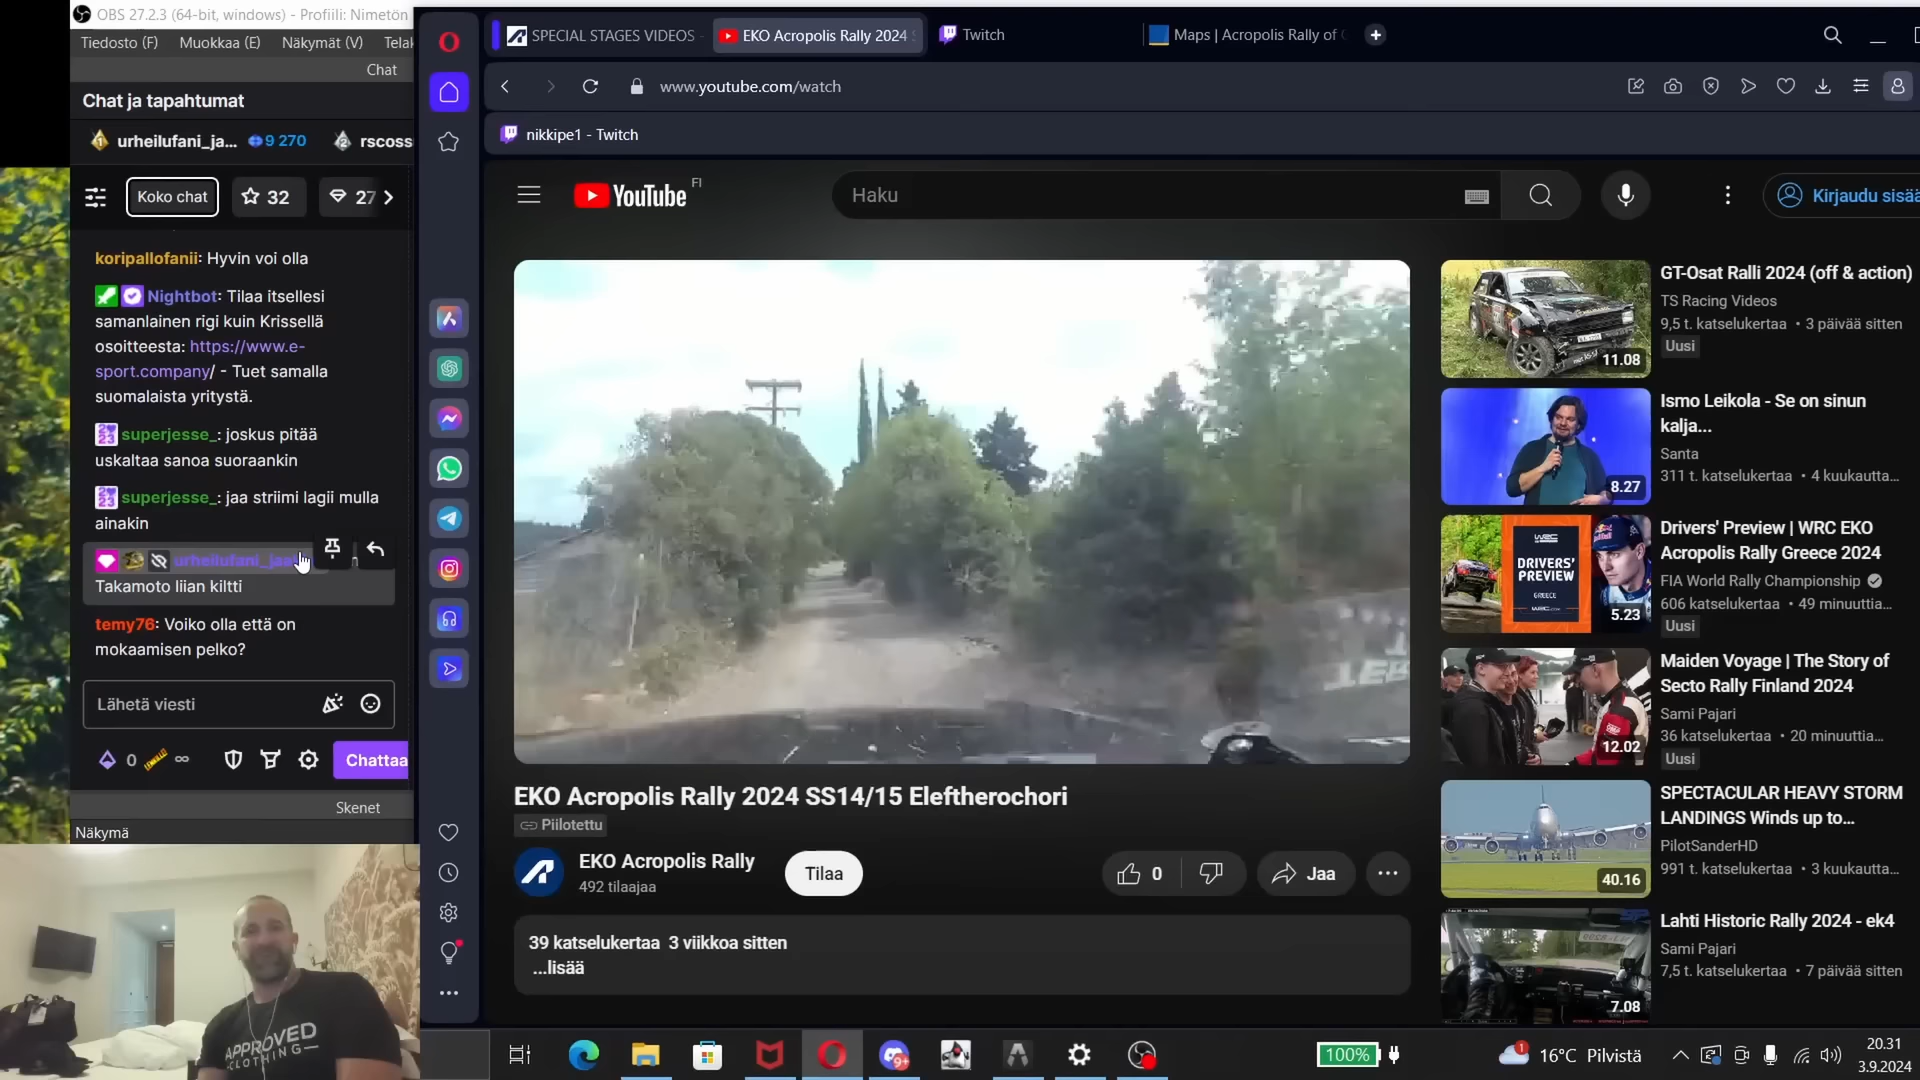 OBS 27.2.3 (64-bit, windows) - Profiili: Nimetön
Tiedosto (F) Muokkaa (E) Näkymät (V) Telak
Chat
Chat ja tapahtumat
urheilufani_ja... 9 270 rscoss
Koko chat 32 27
koripallofanii: Hyvin voi olla
Nightbot: Tilaa itsellesi
samanlainen rigi kuin Krissellä
osoitteesta: https://www.e-
sport.company/ - Tuet samalla
suomalaista yritystä.
superjesse_: joskus pitää
uskaltaa sanoa suoraankin
superjesse_: jaa striimi lagii mulla
ainakin
urheilufani_jaa
Takamoto liian kiltti
temy76: Voiko olla että on
mokaamisen pelko?
Lähetä viesti
0 ∞ Chattaa
Skenet
Näkymä
SPECIAL STAGES VIDEOS - EKO Acropolis Rally 2024 S Twitch Maps | Acropolis Rally of G
www.youtube.com/watch
nikkipe1 - Twitch
YouTube FI
Haku
Kirjaudu sisää
EKO Acropolis Rally 2024 SS14/15 Eleftherochori
Piilotettu
EKO Acropolis Rally
492 tilaajaa
Tilaa
0
Jaa
39 katselukertaa 3 viikkoa sitten
...lisää
GT-Osat Ralli 2024 (off & action)
TS Racing Videos
9,5 t. katselukertaa • 3 päivää sitten
Uusi
11.08
Ismo Leikola - Se on sinun
kalja...
Santa
311 t. katselukertaa • 4 kuukautta...
8.27
Drivers' Preview | WRC EKO
Acropolis Rally Greece 2024
FIA World Rally Championship
606 katselukertaa • 49 minuuttia...
Uusi
WRC
DRIVERS'
PREVIEW
GREECE
5.23
Maiden Voyage | The Story of
Secto Rally Finland 2024
Sami Pajari
36 katselukertaa • 20 minuuttia...
Uusi
12.02
SPECTACULAR HEAVY STORM
LANDINGS Winds up to...
PilotSanderHD
991 t. katselukertaa • 3 kuukautta...
40.16
Lahti Historic Rally 2024 - ek4
Sami Pajari
7,5 t. katselukertaa • 7 päivää sitten
7.08
APPROVED
CLOTHING
9+
100%
1
16°C Pilvistä
20.31
3.9.2024